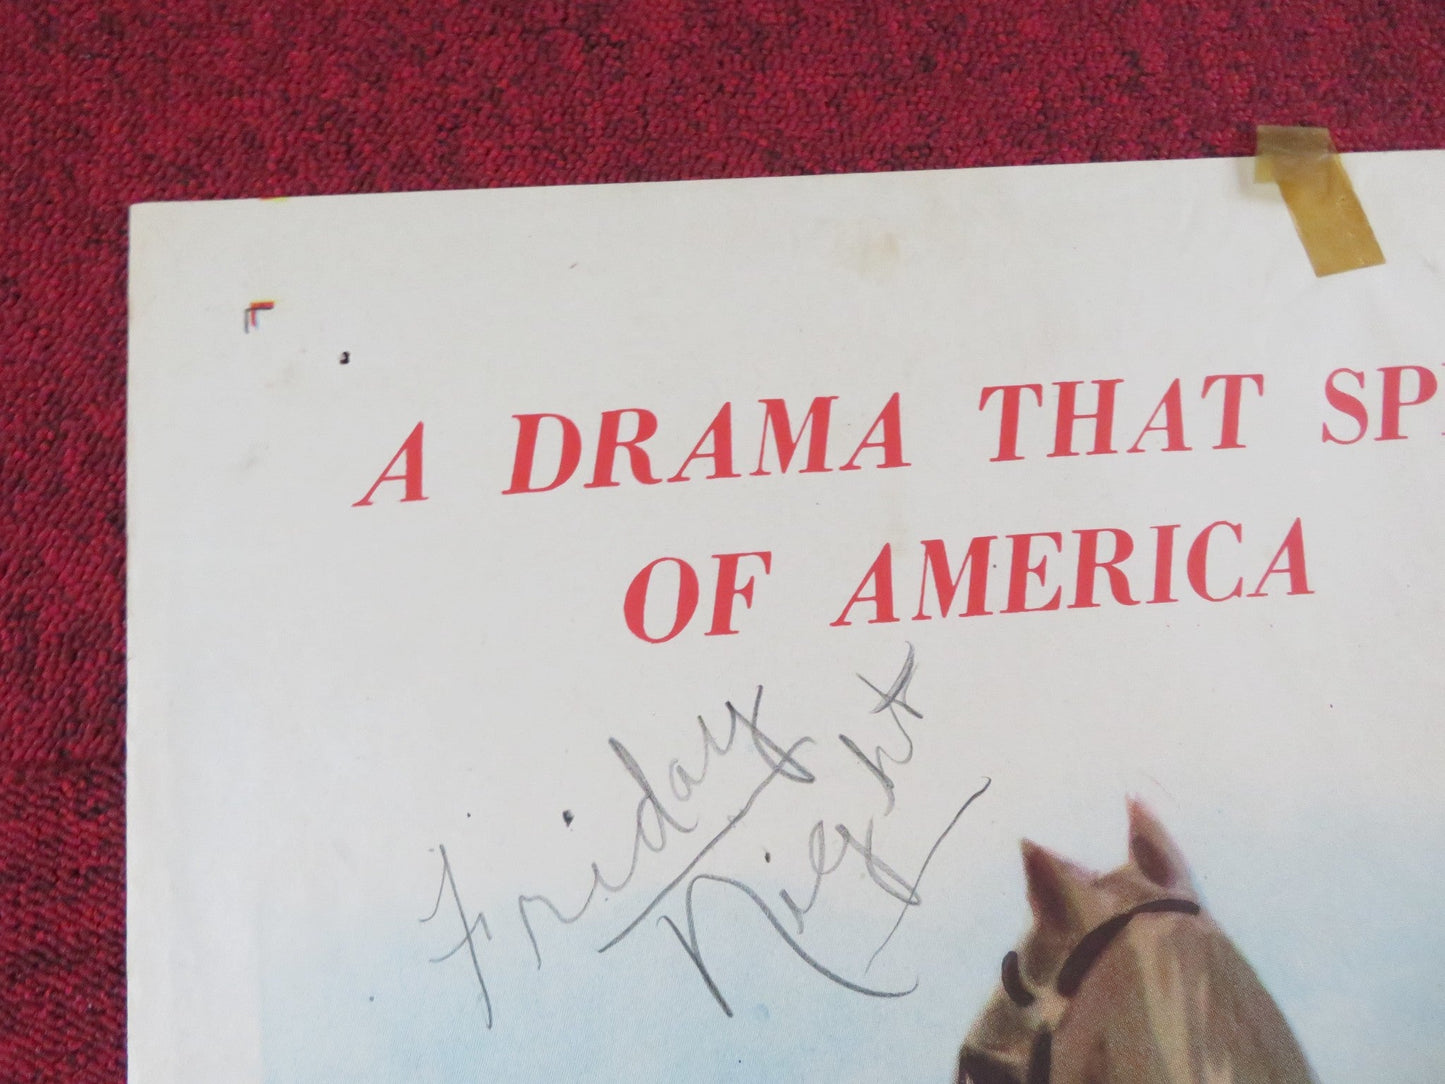 A DRAMA THAT SP
OF AMERICA
Friday
Night